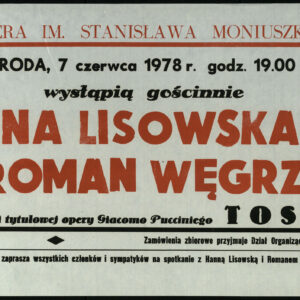 ERA IM. STANISŁAWA MONIUSZK
RODA, 7 czerwca 1978 r. godz. 19.00
wystąpią gościnnie
NA LISOWSKA
ROMAN WĘGRZ
i tytułowej opery Giacomo Pucciniego TOS
Zamówienia zbiorowe przyjmuje Dział Organizac
zaprasza wszystkich członków i sympatyków na spotkanie z Hanną Lisowską i Romanem